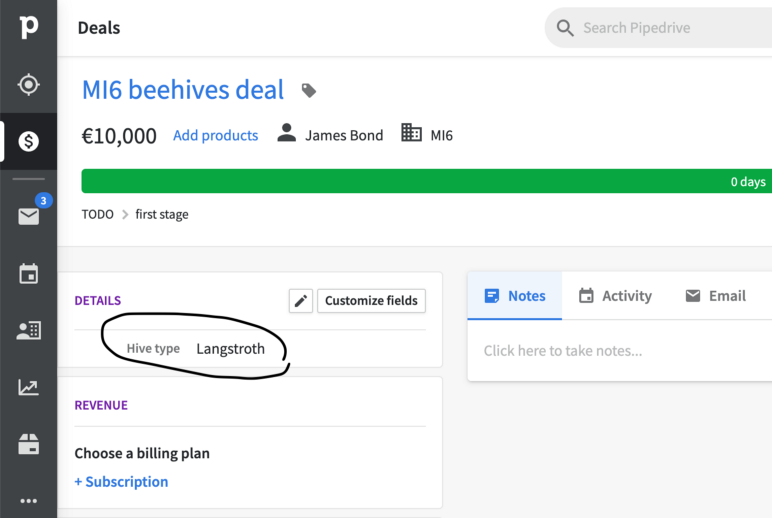 p
Deals
Search Pipedrive
MI6 beehives deal
€10,000 Add products James Bond MI6
0 days
TODO > first stage
3
DETAILS
Customize fields
Hive type Langstroth
Notes
Activity
Email
Click here to take notes...
REVENUE
Choose a billing plan
+ Subscription